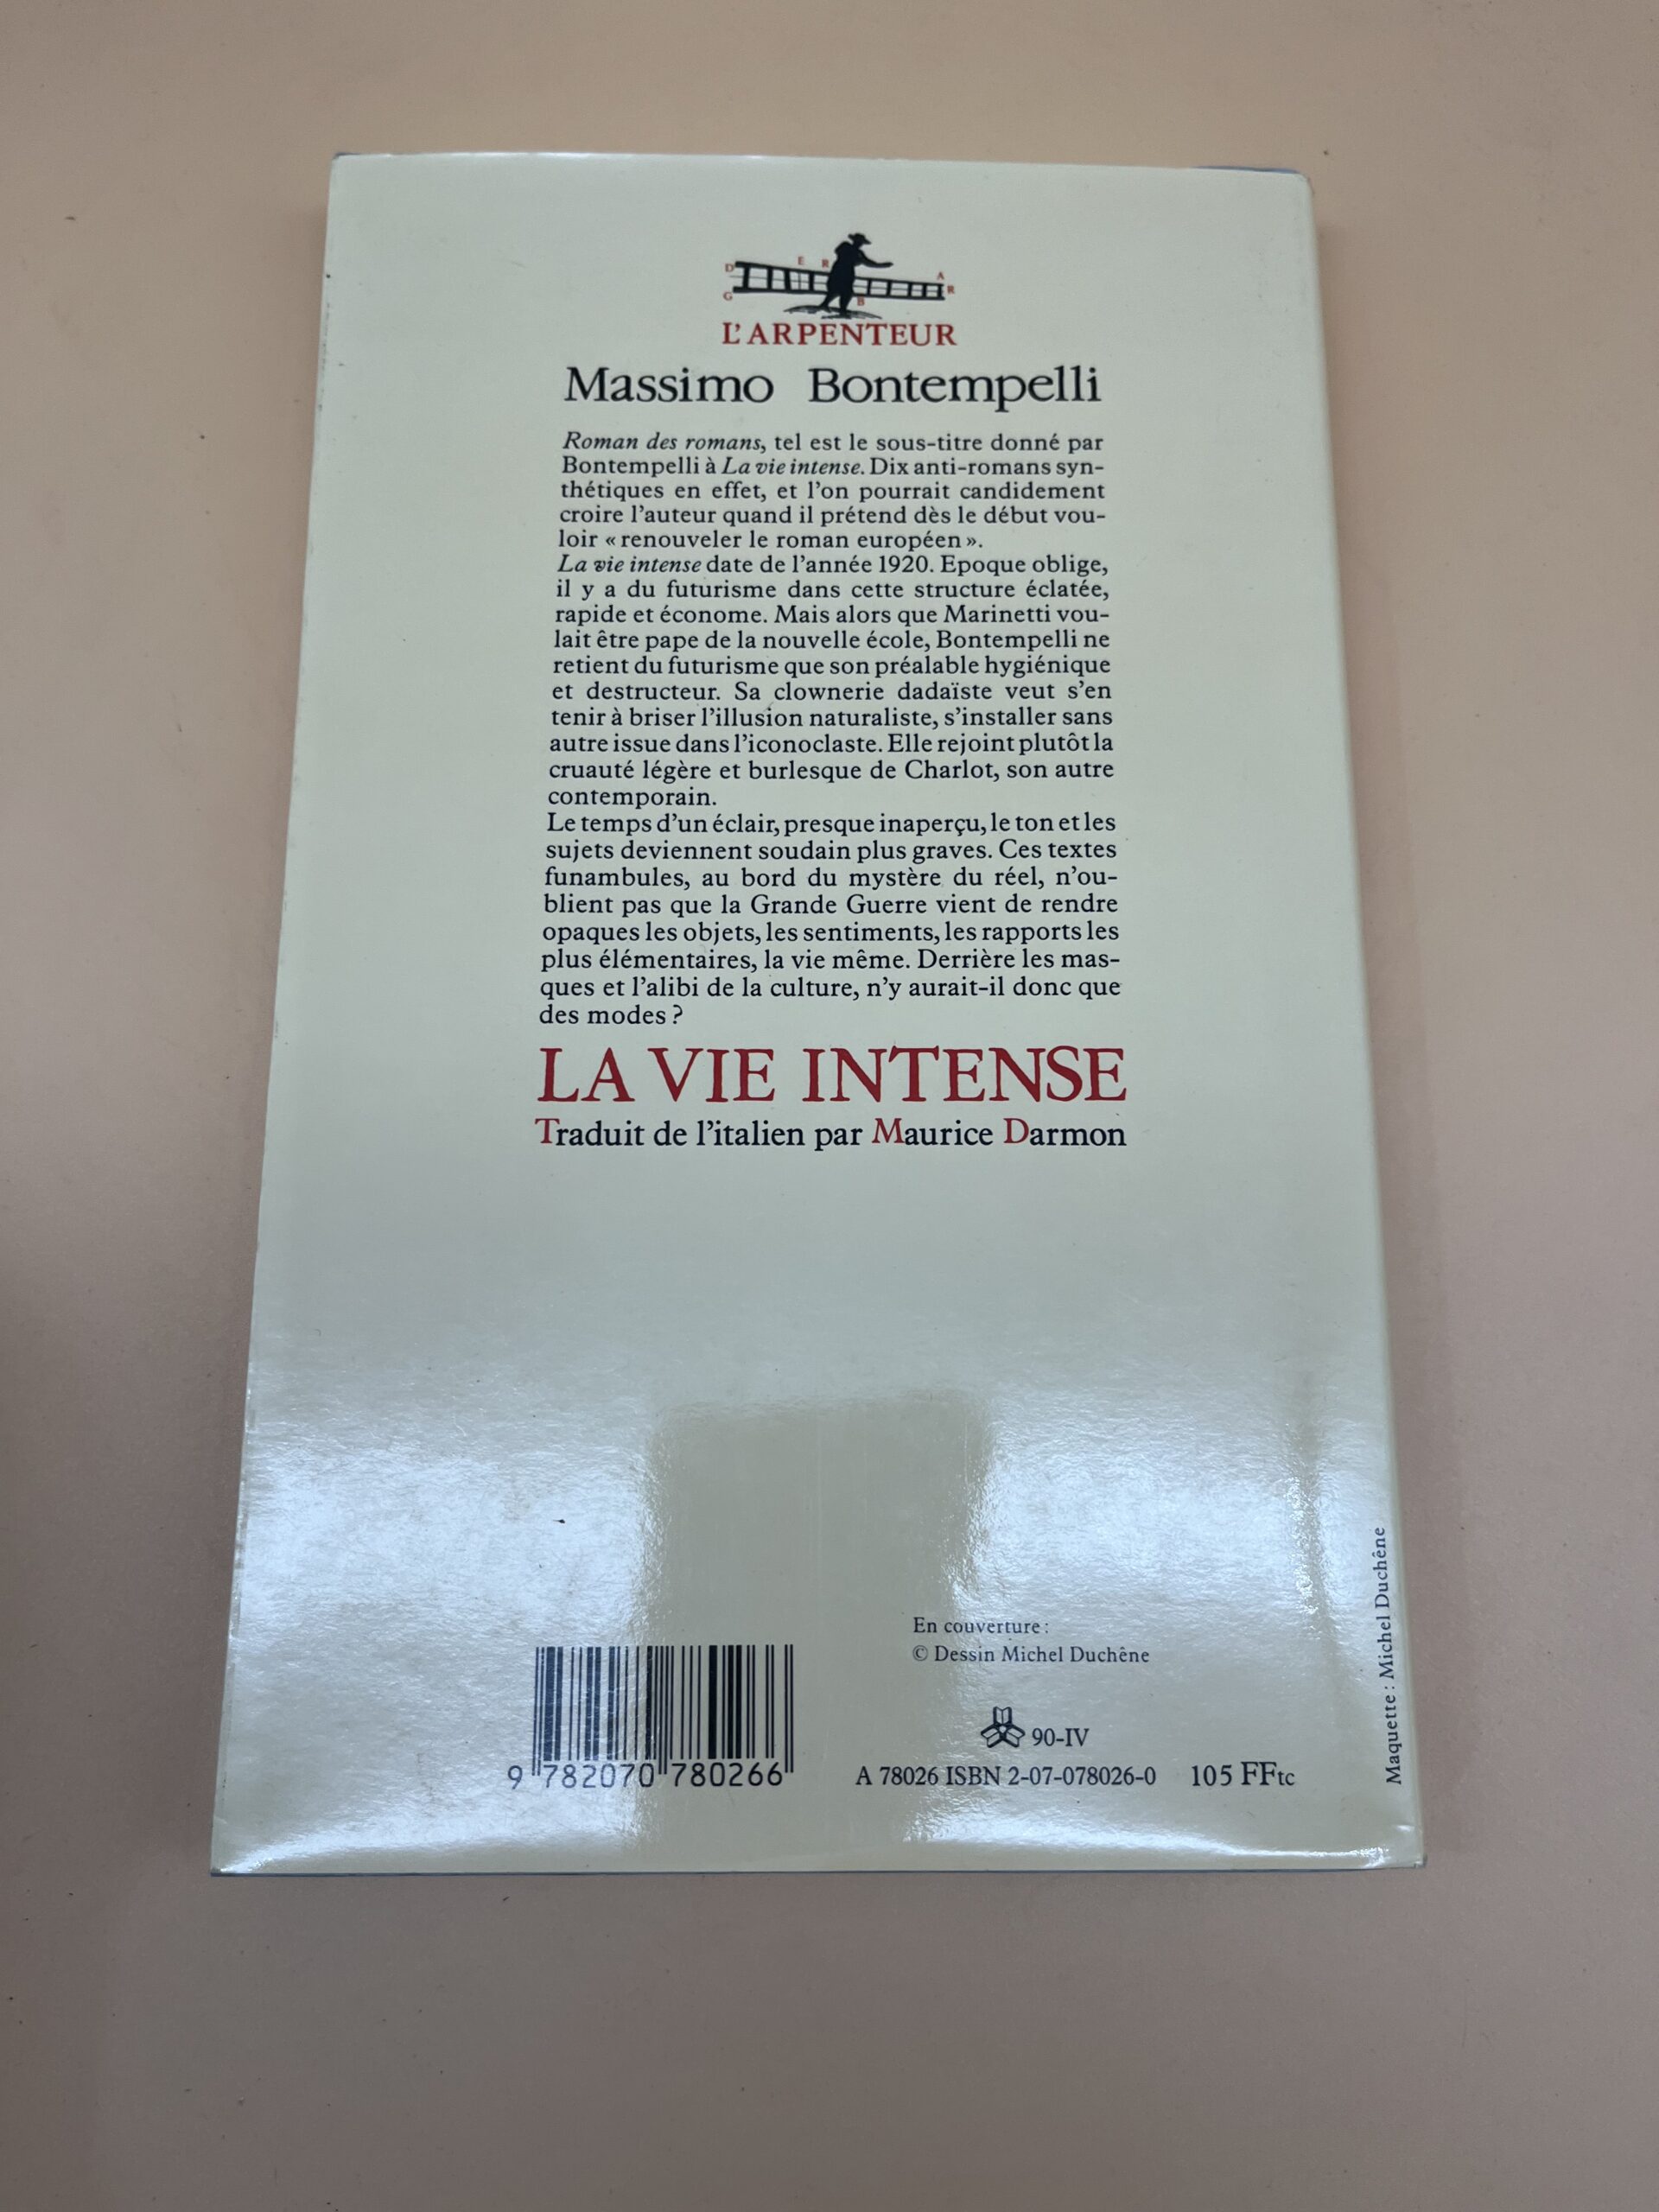 D E R A
G B R
L'ARPENTEUR
Massimo Bontempelli
Roman des romans, tel est le sous-titre donné par
Bontempelli à La vie intense. Dix anti-romans syn-
thétiques en effet, et l'on pourrait candidement
croire l'auteur quand il prétend dès le début vou-
loir « renouveler le roman européen ».
La vie intense date de l'année 1920. Epoque oblige,
il y a du futurisme dans cette structure éclatée,
rapide et économe. Mais alors que Marinetti vou-
lait être pape de la nouvelle école, Bontempelli ne
retient du futurisme que son préalable hygiénique
et destructeur. Sa clownerie dadaïste veut s'en
tenir à briser l'illusion naturaliste, s'installer sans
autre issue dans l'iconoclaste. Elle rejoint plutôt la
cruauté légère et burlesque de Charlot, son autre
contemporain.
Le temps d'un éclair, presque inaperçu, le ton et les
sujets deviennent soudain plus graves. Ces textes
funambules, au bord du mystère du réel, n'ou-
blient pas que la Grande Guerre vient de rendre
opaques les objets, les sentiments, les rapports les
plus élémentaires, la vie même. Derrière les mas-
ques et l'alibi de la culture, n'y aurait-il donc que
des modes ?
LA VIE INTENSE
Traduit de l'italien par Maurice Darmon
En couverture :
© Dessin Michel Duchêne
90-IV
9 782070 780266
A 78026 ISBN 2-07-078026-0 105 FFtc
Maquette : Michel Duchêne